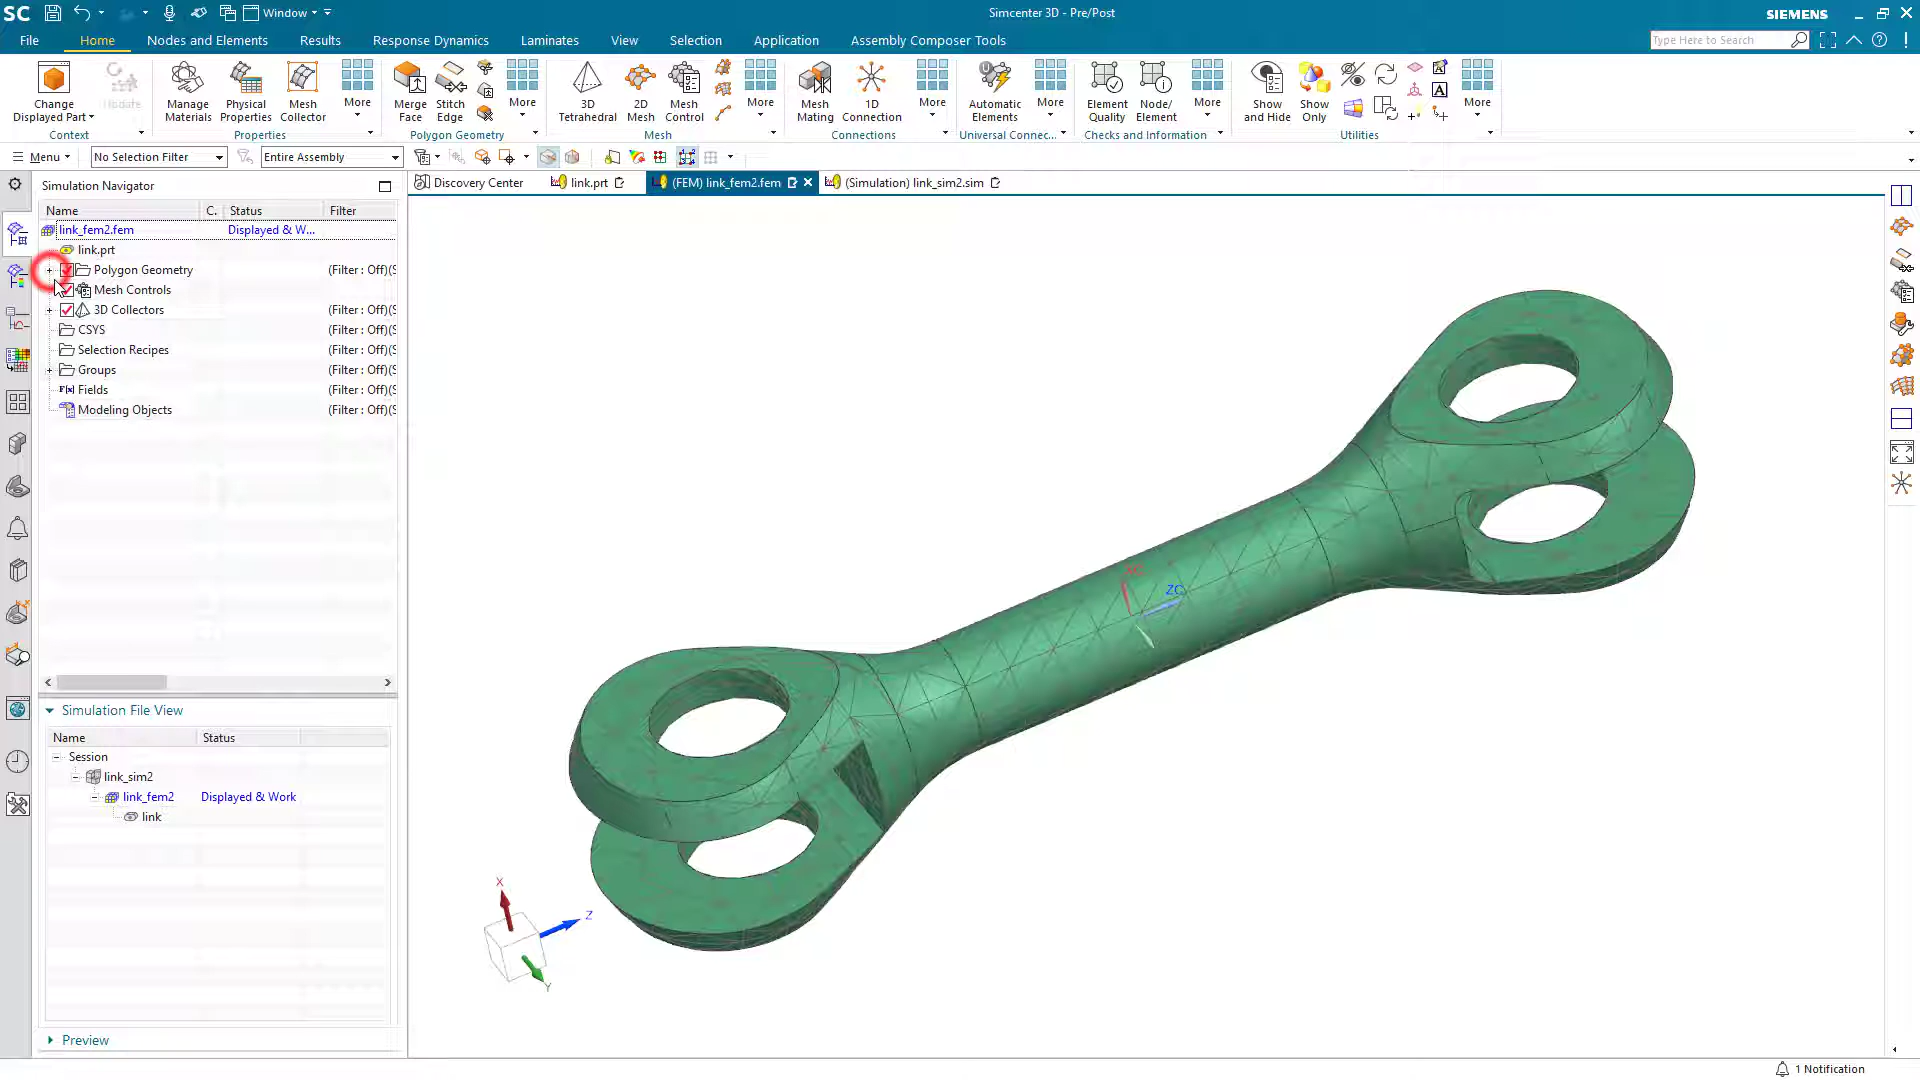 SC Window Simcenter 3D - Pre/Post SIEMENS
File Home Nodes and Elements Results Response Dynamics Laminates View Selection Application Assembly Composer Tools Type Here to Search
Change Displayed Part
Update
Context
Manage Materials
Physical Properties
Mesh Collector
More
Properties
Merge Face
Stitch Edge
More
Polygon Geometry
3D Tetrahedral
2D Mesh
Mesh Control
More
Mesh
Mesh Mating
1D Connection
More
Connections
Automatic Elements
More
Universal Connec...
Element Quality
Node/ Element
More
Checks and Information
Show and Hide
Show Only
More
Utilities
Menu No Selection Filter Entire Assembly
Simulation Navigator
Discovery Center link.prt (FEM) link_fem2.fem (Simulation) link_sim2.sim
Name C. Status Filter
link_fem2.fem Displayed & W...
link.prt
Polygon Geometry (Filter : Off)(S
Mesh Controls
3D Collectors (Filter : Off)(S
CSYS
Selection Recipes (Filter : Off)(S
Groups (Filter : Off)(S
Fields (Filter : Off)(S
Modeling Objects (Filter : Off)(S
XC
ZC
X
Z
Y
Simulation File View
Name Status
Session
link_sim2
link_fem2 Displayed & Work
link
Preview
1 Notification